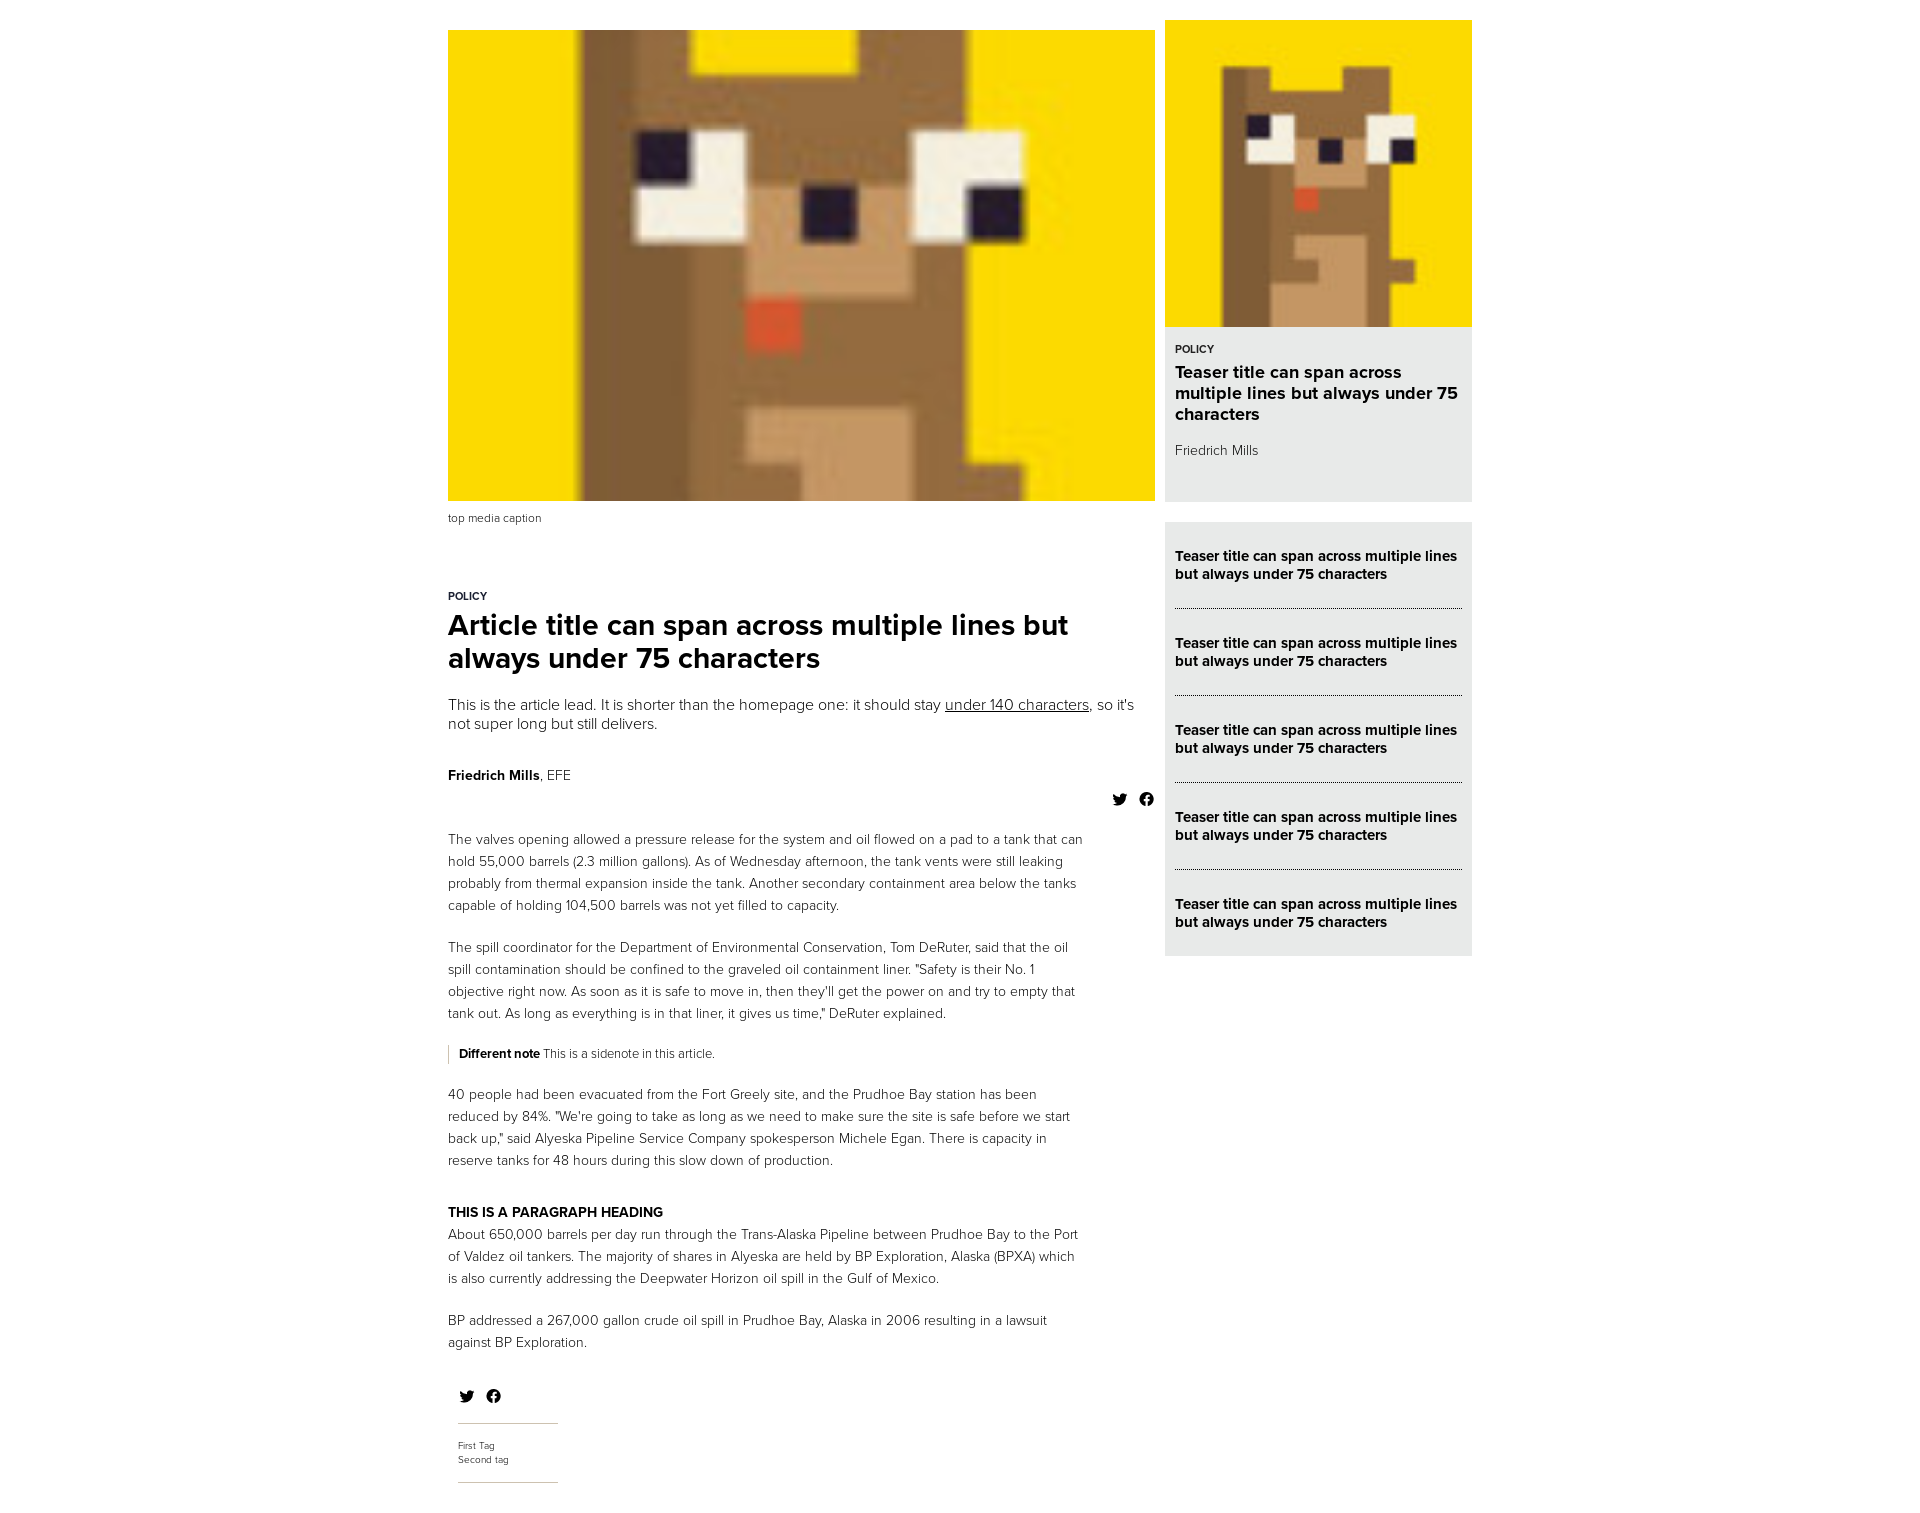 top media caption
POLICY
Article title can span across multiple lines but
always under 75 characters
This is the article lead. It is shorter than the homepage one: it should stay under 140 characters, so it's
not super long but still delivers.
Friedrich Mills, EFE
The valves opening allowed a pressure release for the system and oil flowed on a pad to a tank that can
hold 55,000 barrels (2.3 million gallons). As of Wednesday afternoon, the tank vents were still leaking
probably from thermal expansion inside the tank. Another secondary containment area below the tanks
capable of holding 104,500 barrels was not yet filled to capacity.
The spill coordinator for the Department of Environmental Conservation, Tom DeRuter, said that the oil
spill contamination should be confined to the graveled oil containment liner. "Safety is their No. 1
objective right now. As soon as it is safe to move in, then they'll get the power on and try to empty that
tank out. As long as everything is in that liner, it gives us time," DeRuter explained.
Different note This is a sidenote in this article.
40 people had been evacuated from the Fort Greely site, and the Prudhoe Bay station has been
reduced by 84%. "We're going to take as long as we need to make sure the site is safe before we start
back up," said Alyeska Pipeline Service Company spokesperson Michele Egan. There is capacity in
reserve tanks for 48 hours during this slow down of production.
THIS IS A PARAGRAPH HEADING
About 650,000 barrels per day run through the Trans-Alaska Pipeline between Prudhoe Bay to the Port
of Valdez oil tankers. The majority of shares in Alyeska are held by BP Exploration, Alaska (BPXA) which
is also currently addressing the Deepwater Horizon oil spill in the Gulf of Mexico.
BP addressed a 267,000 gallon crude oil spill in Prudhoe Bay, Alaska in 2006 resulting in a lawsuit
against BP Exploration.
First Tag
Second tag
POLICY
Teaser title can span across
multiple lines but always under 75
characters
Friedrich Mills
Teaser title can span across multiple lines
but always under 75 characters
Teaser title can span across multiple lines
but always under 75 characters
Teaser title can span across multiple lines
but always under 75 characters
Teaser title can span across multiple lines
but always under 75 characters
Teaser title can span across multiple lines
but always under 75 characters